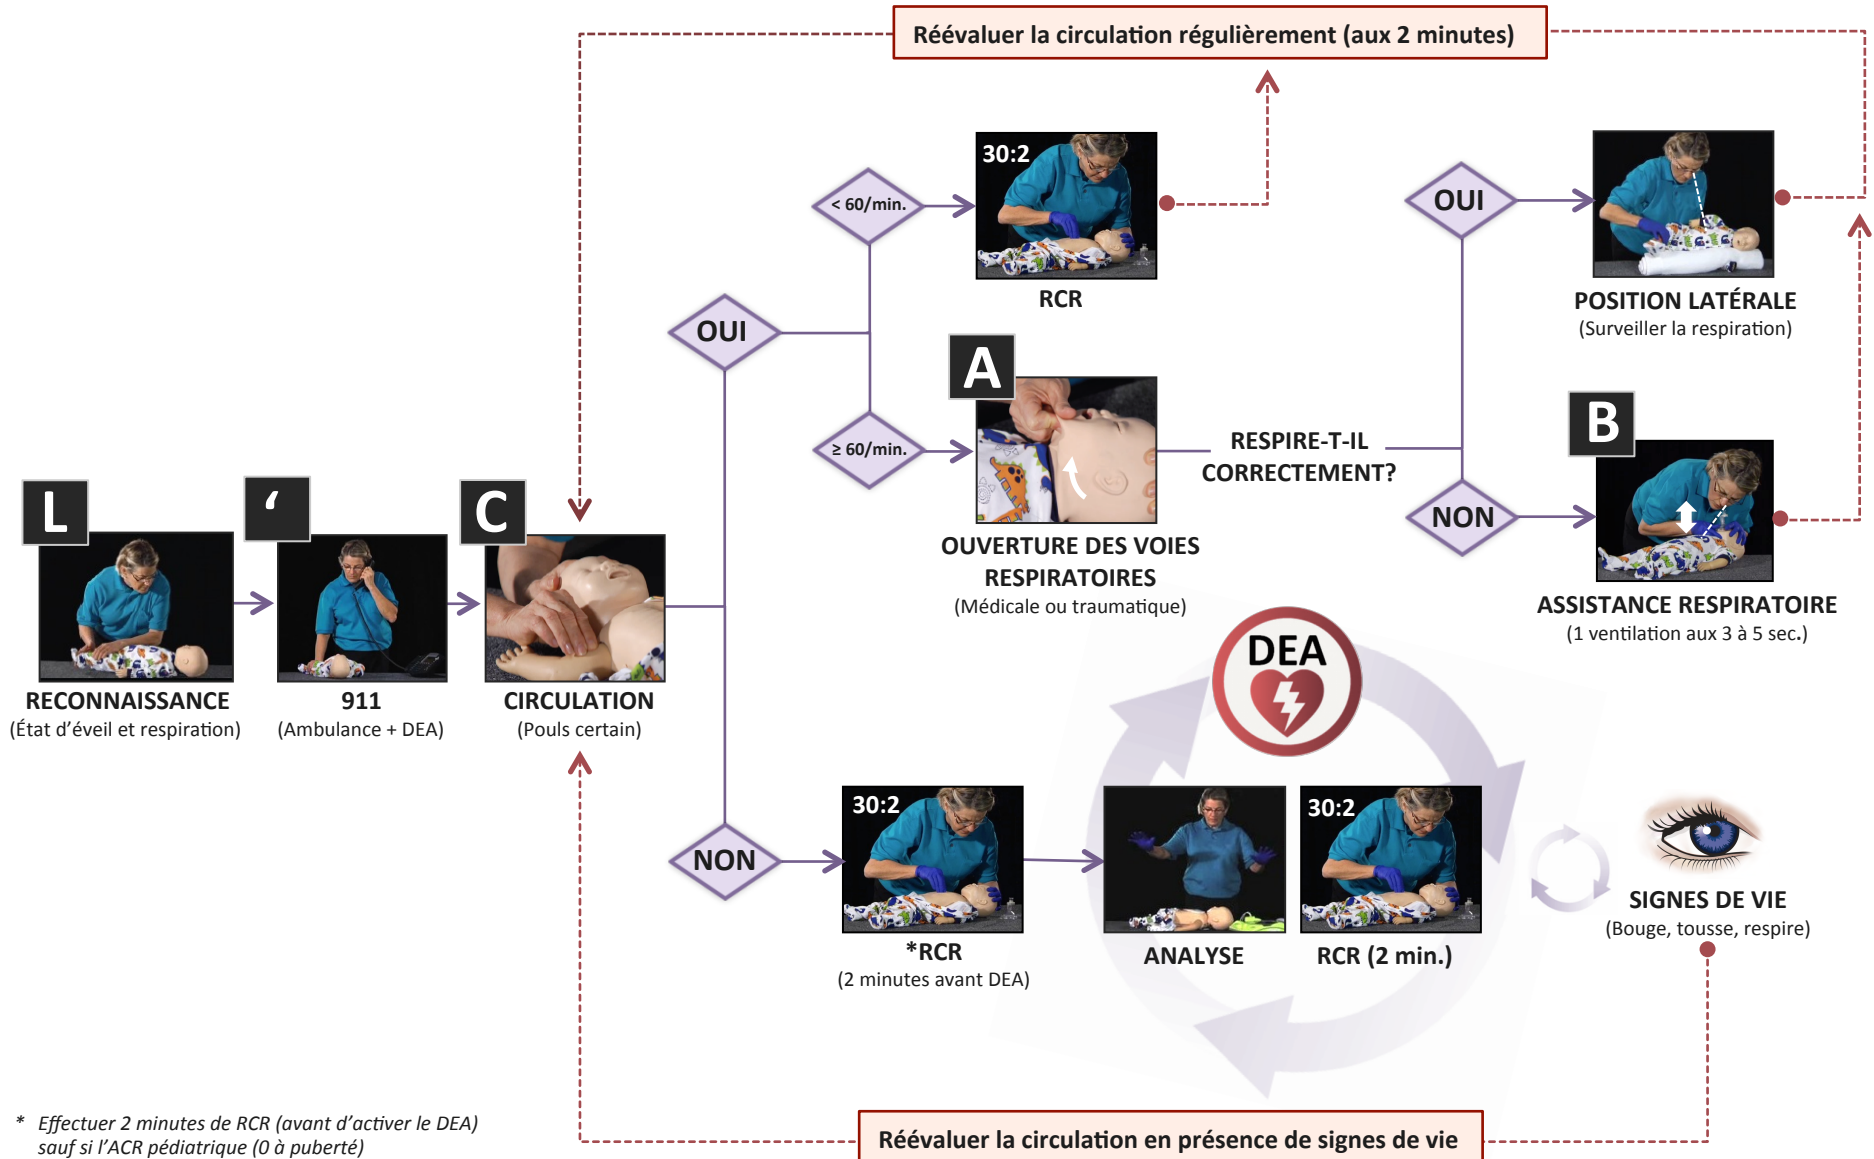 Réévaluer la circulation régulièrement (aux 2 minutes)
30:2
< 60/min.
RCR
OUI
POSITION LATÉRALE
(Surveiller la respiration)
OUI
A
≥ 60/min.
OUVERTURE DES VOIES
RESPIRATOIRES
(Médicale ou traumatique)
RESPIRE-T-IL
CORRECTEMENT?
B
NON
ASSISTANCE RESPIRATOIRE
(1 ventilation aux 3 à 5 sec.)
L
RECONNAISSANCE
(État d’éveil et respiration)
‘
911
(Ambulance + DEA)
C
CIRCULATION
(Pouls certain)
DEA
NON
30:2
*RCR
(2 minutes avant DEA)
ANALYSE
30:2
RCR (2 min.)
SIGNES DE VIE
(Bouge, tousse, respire)
* Effectuer 2 minutes de RCR (avant d’activer le DEA)
sauf si l’ACR pédiatrique (0 à puberté)
Réévaluer la circulation en présence de signes de vie